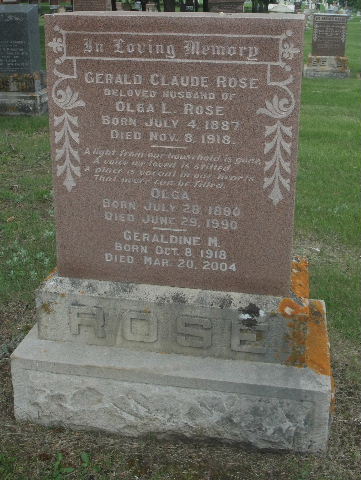 In Loving Memory
GERALD CLAUDE ROSE
BELOVED HUSBAND OF
OLGA L. ROSE
BORN JULY 4, 1887
DIED NOV. 8, 1918.
A light from our household is gone,
A voice we loved is stilled
A place is vacant in our hearts
That never can be filled.
OLGA
BORN JULY 28, 1890
DIED JUNE 29, 1990
GERALDINE M.
BORN OCT. 8, 1918
DIED MAR. 20, 2004
ROSE